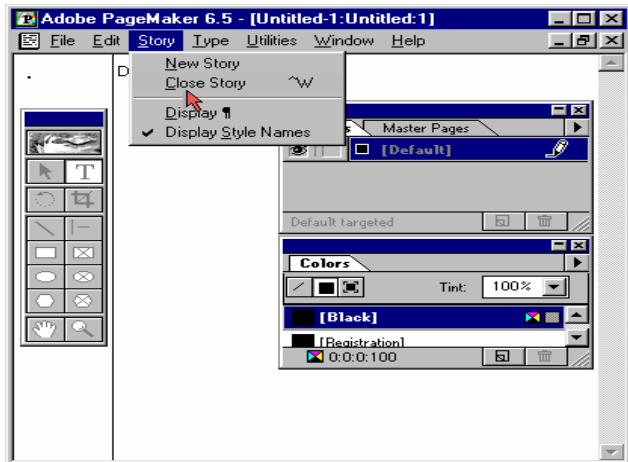 Adobe PageMaker 6.5 - [Untitled-1:Untitled:1]
File Edit Story Type Utilities Window Help
New Story
Close Story ^W
Display ¶
Display Style Names
D
T
Master Pages
[Default]
Default targeted
Colors
Tint: 100%
[Black]
[Registration]
0:0:0:100